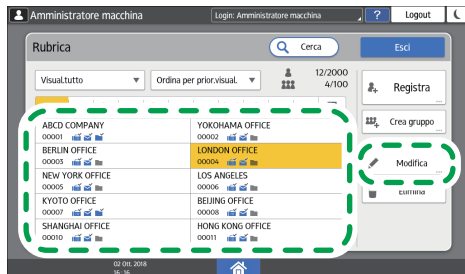 Amministratore macchina
Login: Amministratore macchina
?
Logout
Rubrica
Cerca
Esci
Visual.tutto
Ordina per prior.visual.
12/2000
4/100
Registra
Crea gruppo
Modifica
Elimina
ABCD COMPANY
00001
YOKOHAMA OFFICE
00002
BERLIN OFFICE
00003
LONDON OFFICE
00004
NEW YORK OFFICE
00005
LOS ANGELES
00006
KYOTO OFFICE
00007
BEIJING OFFICE
00008
SHANGHAI OFFICE
00010
HONG KONG OFFICE
00011
02 Ott. 2018
16:16